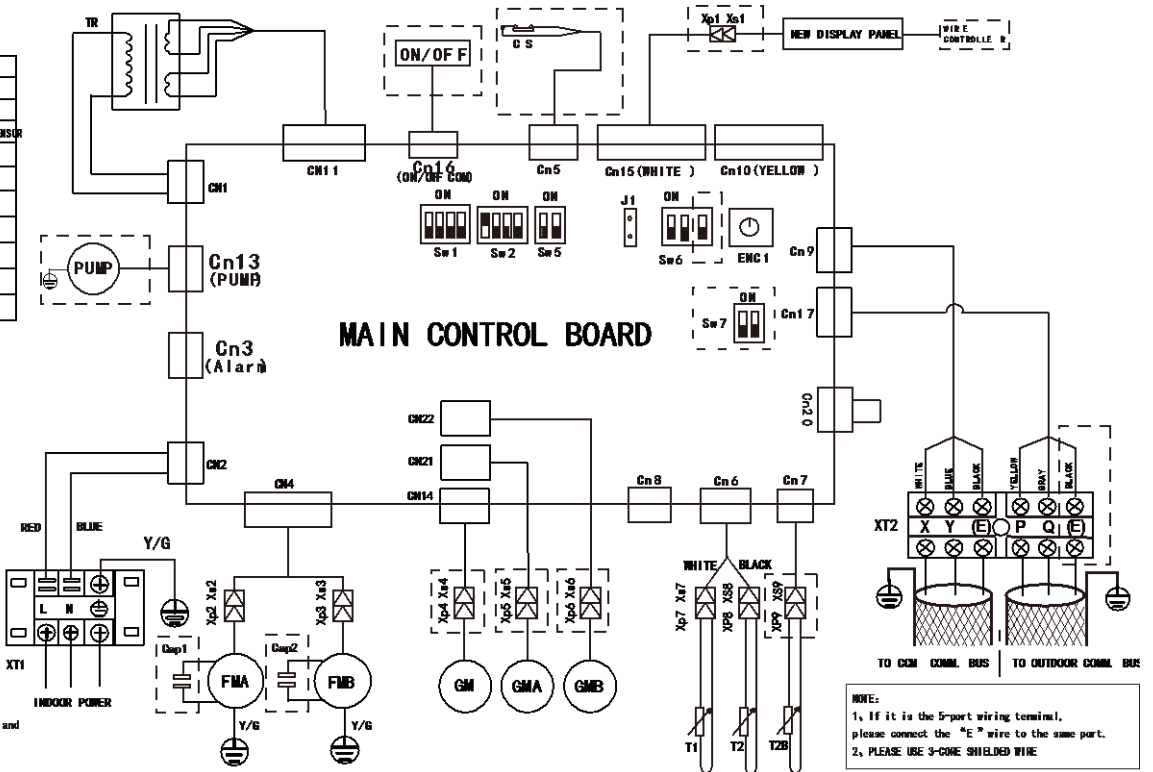 TR
ON/OF F
C S
Xp1 Xs1
NEW DISPLAY PANEL
WIRE
CONTROLLE R
NSOR
CN11
Cn16
(ON/OFF COM)
Cn5
Cn15(WHITE )
Cn10(YELLOW )
CN1
ON
ON
ON
J1
ON
Sw1
Sw2
Sw5
Sw6
ENC1
Cn9
PUMP
Cn13
(PUMP)
ON
Sw7
Cn17
MAIN CONTROL BOARD
Cn3
(Alarm)
Cn20
CN22
CN21
CN2
CN4
CN14
Cn8
Cn6
Cn7
WHITE
BLUE
BLACK
YELLOW
GRAY
BLACK
XT2
X Y (E) P Q (E)
RED
BLUE
Y/G
WHITE
BLACK
Xp2 Xs2
Xp3 Xs3
Xp4 Xs4
Xp5 Xs5
Xp6 Xs6
Xp7 Xs7
XP8 XS8
XP9 XS9
L N
XT1
INDOOR POWER
Cap1
Cap2
FMA
FMB
GM
GMA
GMB
Y/G
Y/G
T1
T2
T2B
TO CCM COMM. BUS
TO OUTDOOR COMM. BUS
and
NOTE:
1、If it is the 5-port wiring terminal,
please connect the “E ” wire to the same port.
2、PLEASE USE 3-CORE SHIELDED WIRE